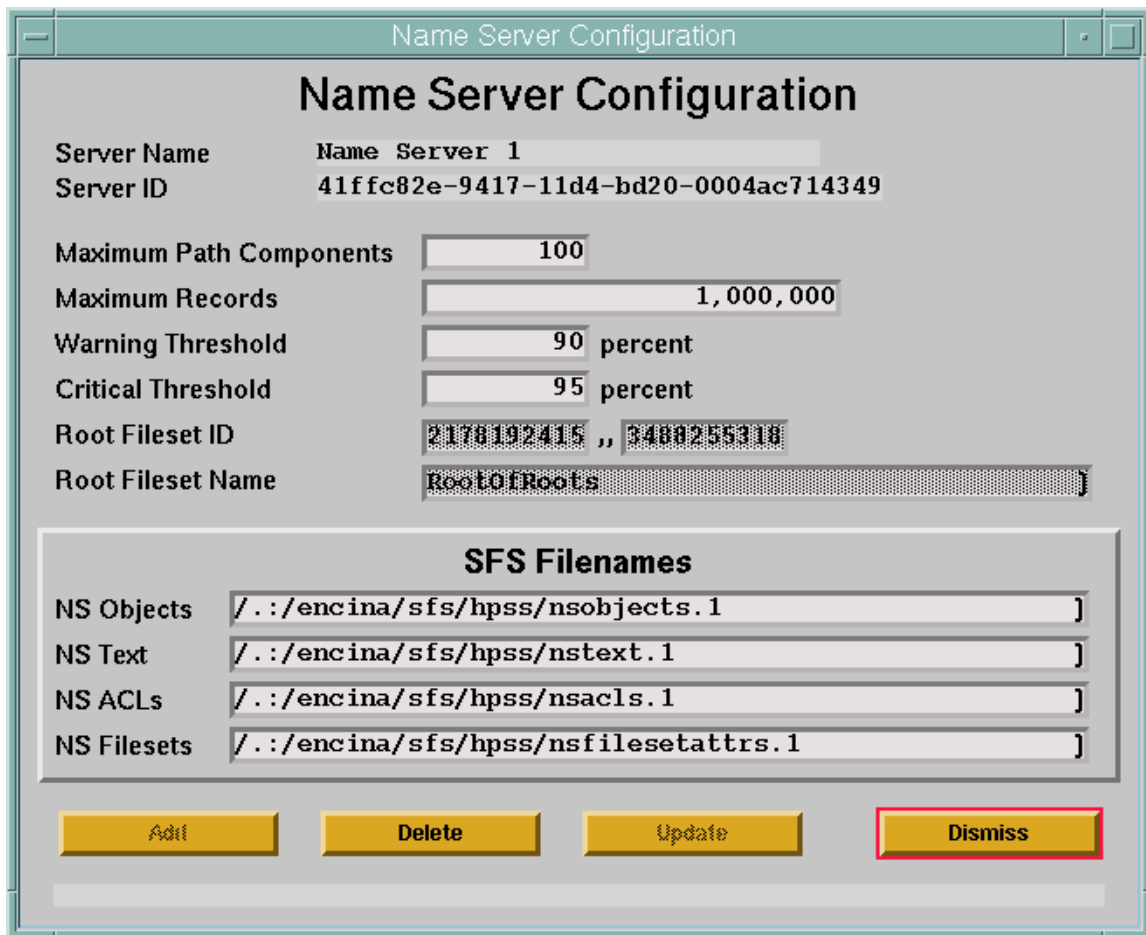 Name Server Configuration
Name Server Configuration
Server Name Name Server 1
Server ID 41ffc82e-9417-11d4-bd20-0004ac714349
Maximum Path Components 100
Maximum Records 1,000,000
Warning Threshold 90 percent
Critical Threshold 95 percent
Root Fileset ID 2178192415 ,, 3488255318
Root Fileset Name RootOfRoots
SFS Filenames
NS Objects /.:/encina/sfs/hpss/nsobjects.1
NS Text /.:/encina/sfs/hpss/nstext.1
NS ACLs /.:/encina/sfs/hpss/nsacls.1
NS Filesets /.:/encina/sfs/hpss/nsfilesetattrs.1
Add Delete Update Dismiss